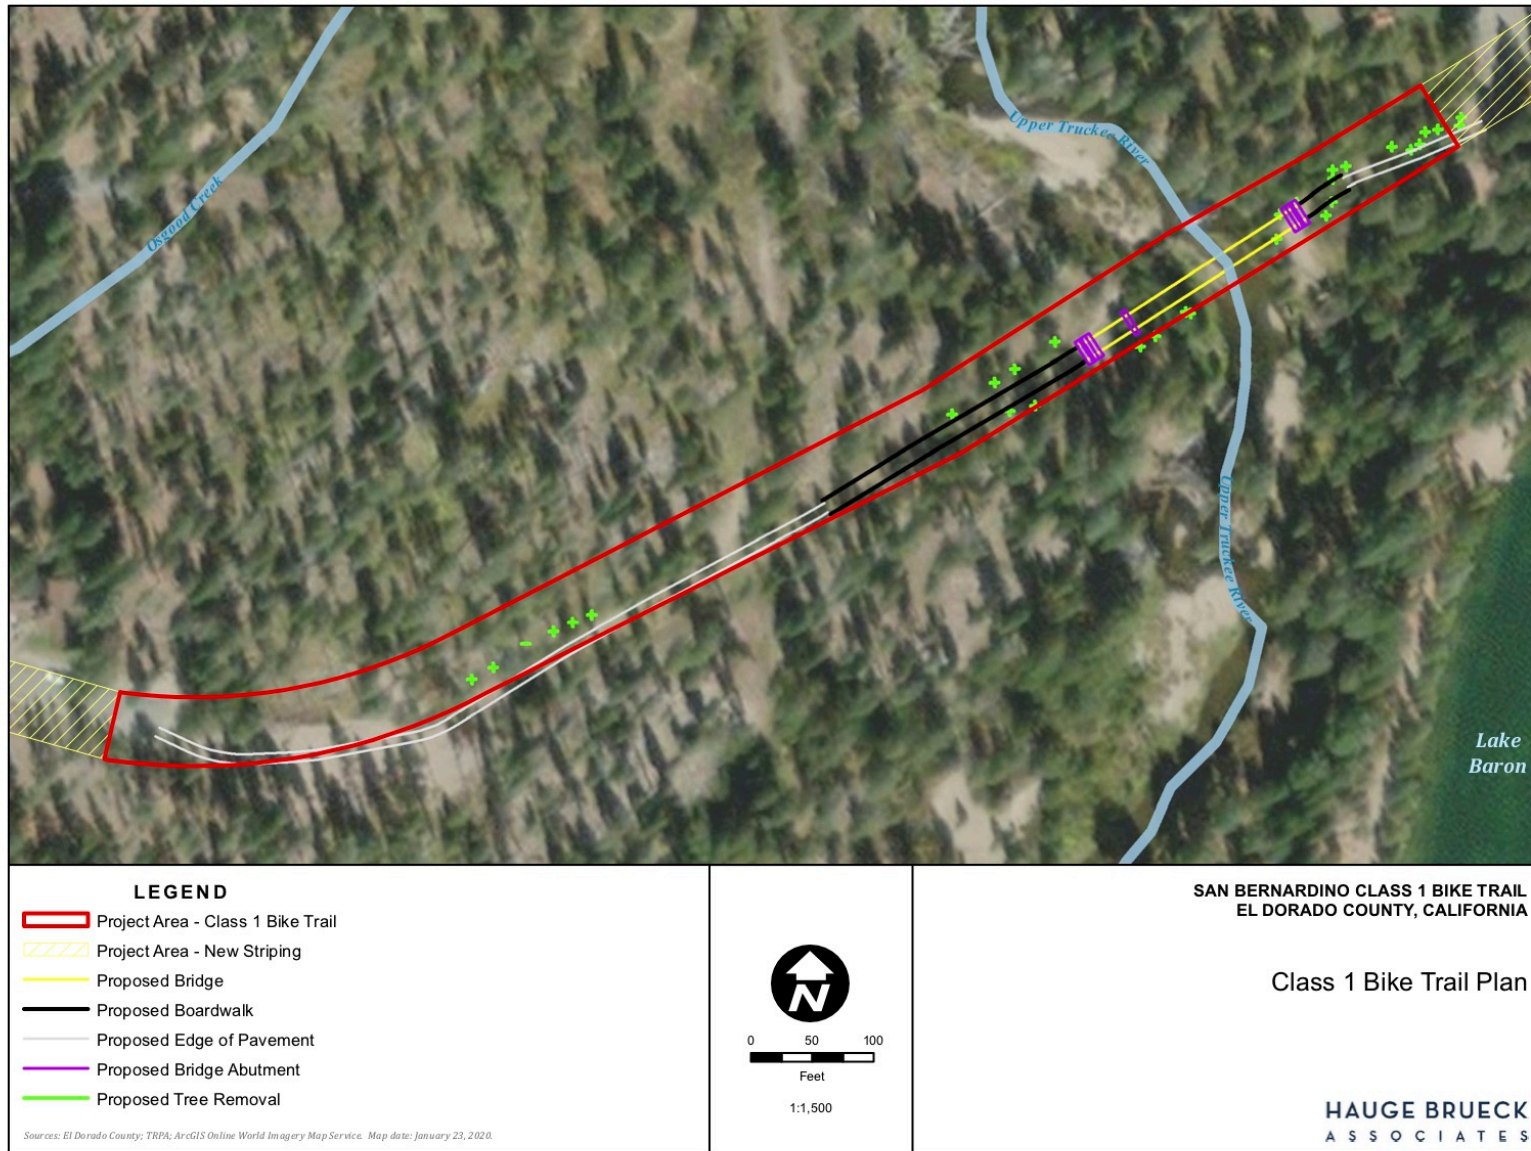 Upper Truckee River
Osgood Creek
Upper Truckee River
Lake
Baron
LEGEND
Project Area - Class 1 Bike Trail
Project Area - New Striping
Proposed Bridge
Proposed Boardwalk
Proposed Edge of Pavement
Proposed Bridge Abutment
Proposed Tree Removal
Sources: El Dorado County; TRPA; ArcGIS Online World Imagery Map Service. Map date: January 23, 2020.
N
0 50 100
Feet
1:1,500
SAN BERNARDINO CLASS 1 BIKE TRAIL
EL DORADO COUNTY, CALIFORNIA
Class 1 Bike Trail Plan
HAUGE BRUECK
ASSOCIATES